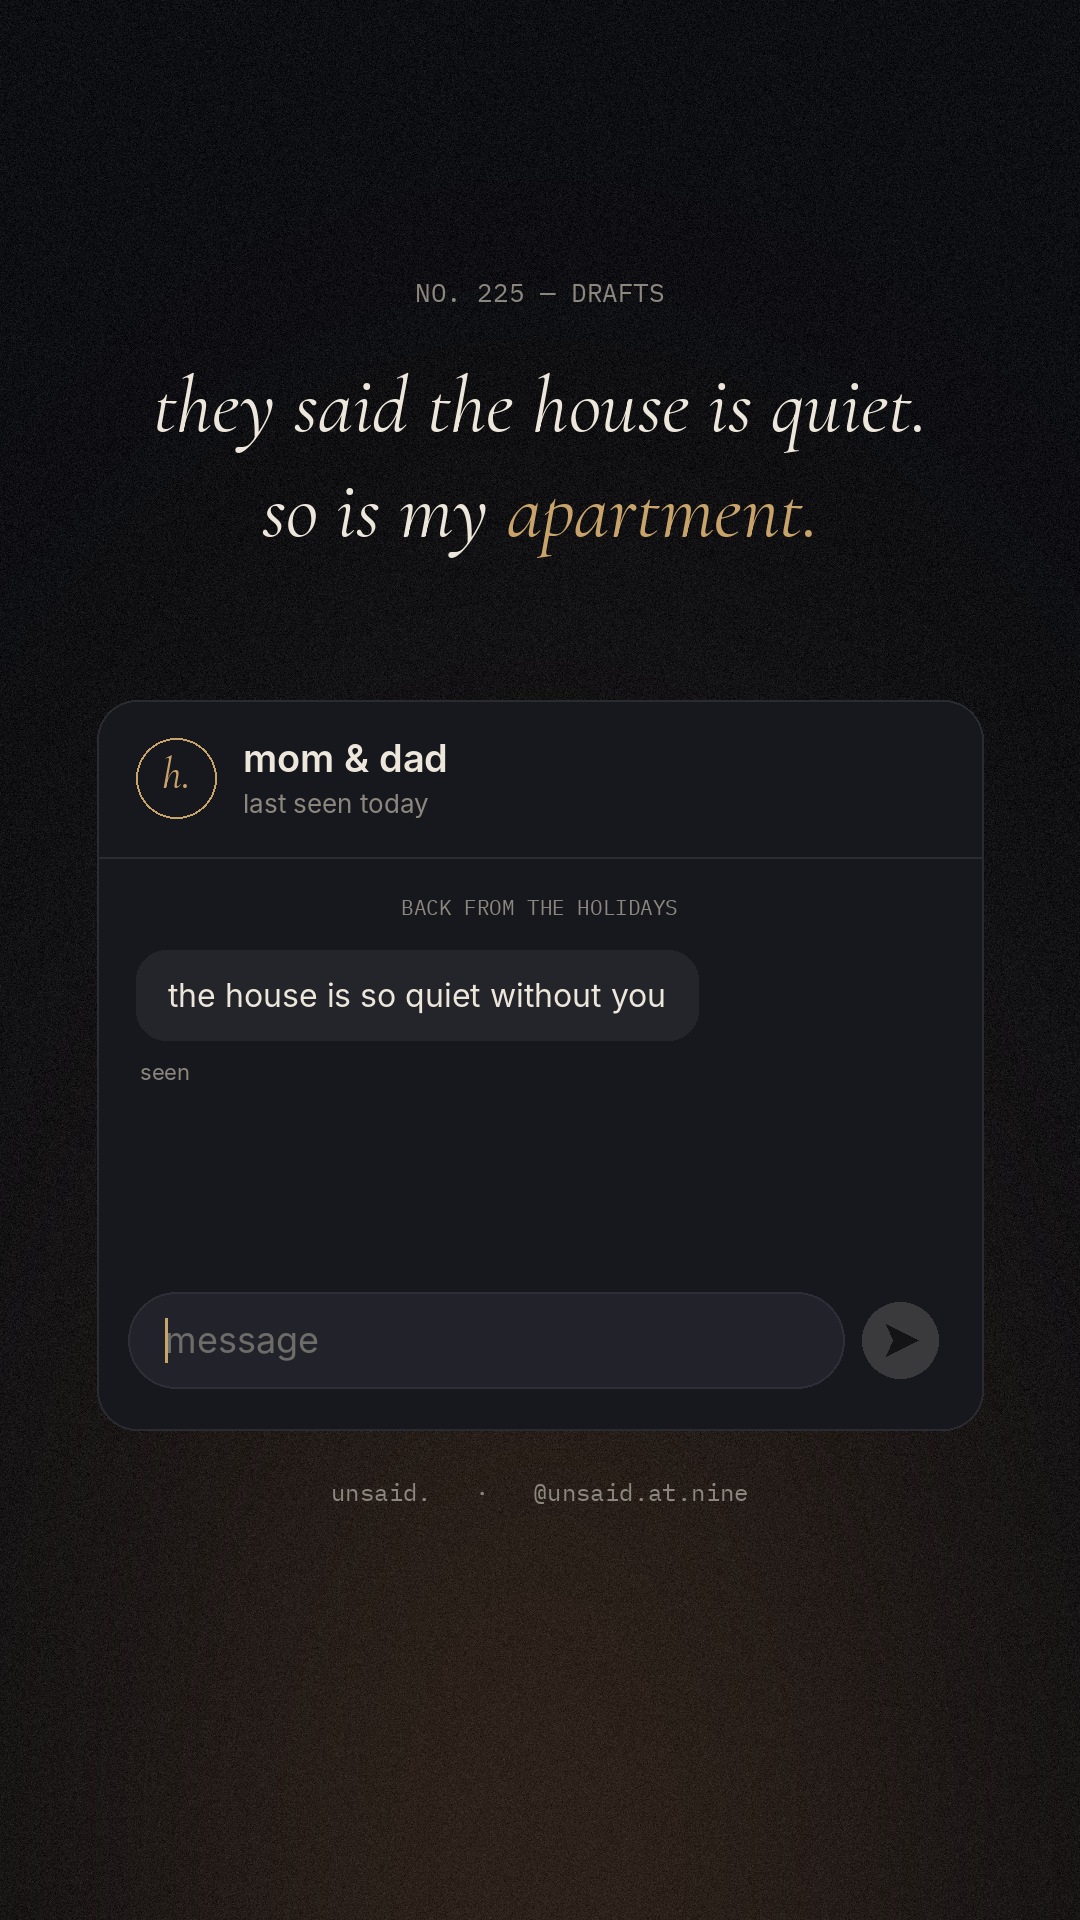 NO. 225 — DRAFTS
they said the house is quiet.
so is my apartment.
h.
mom & dad
last seen today
BACK FROM THE HOLIDAYS
the house is so quiet without you
seen
message
unsaid. · @unsaid.at.nine